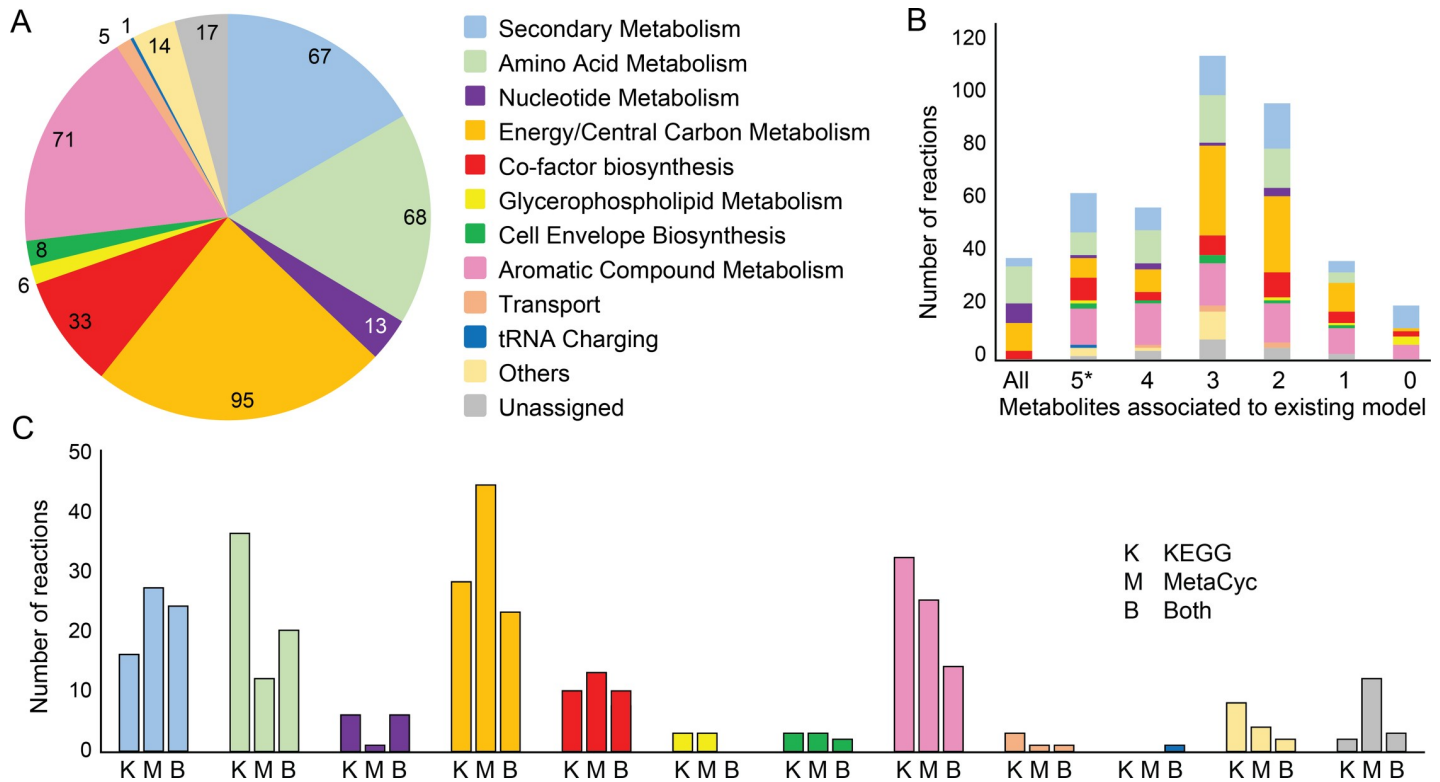 A
67
68
13
95
33
6
8
71
5
1
14
17
Secondary Metabolism
Amino Acid Metabolism
Nucleotide Metabolism
Energy/Central Carbon Metabolism
Co-factor biosynthesis
Glycerophospholipid Metabolism
Cell Envelope Biosynthesis
Aromatic Compound Metabolism
Transport
tRNA Charging
Others
Unassigned
B
Number of reactions
120
100
80
60
40
20
0
All 5* 4 3 2 1 0
Metabolites associated to existing model
C
Number of reactions
50
40
30
20
10
0
K KEGG
M MetaCyc
B Both
K M B K M B K M B K M B K M B K M B K M B K M B K M B K M B K M B K M B